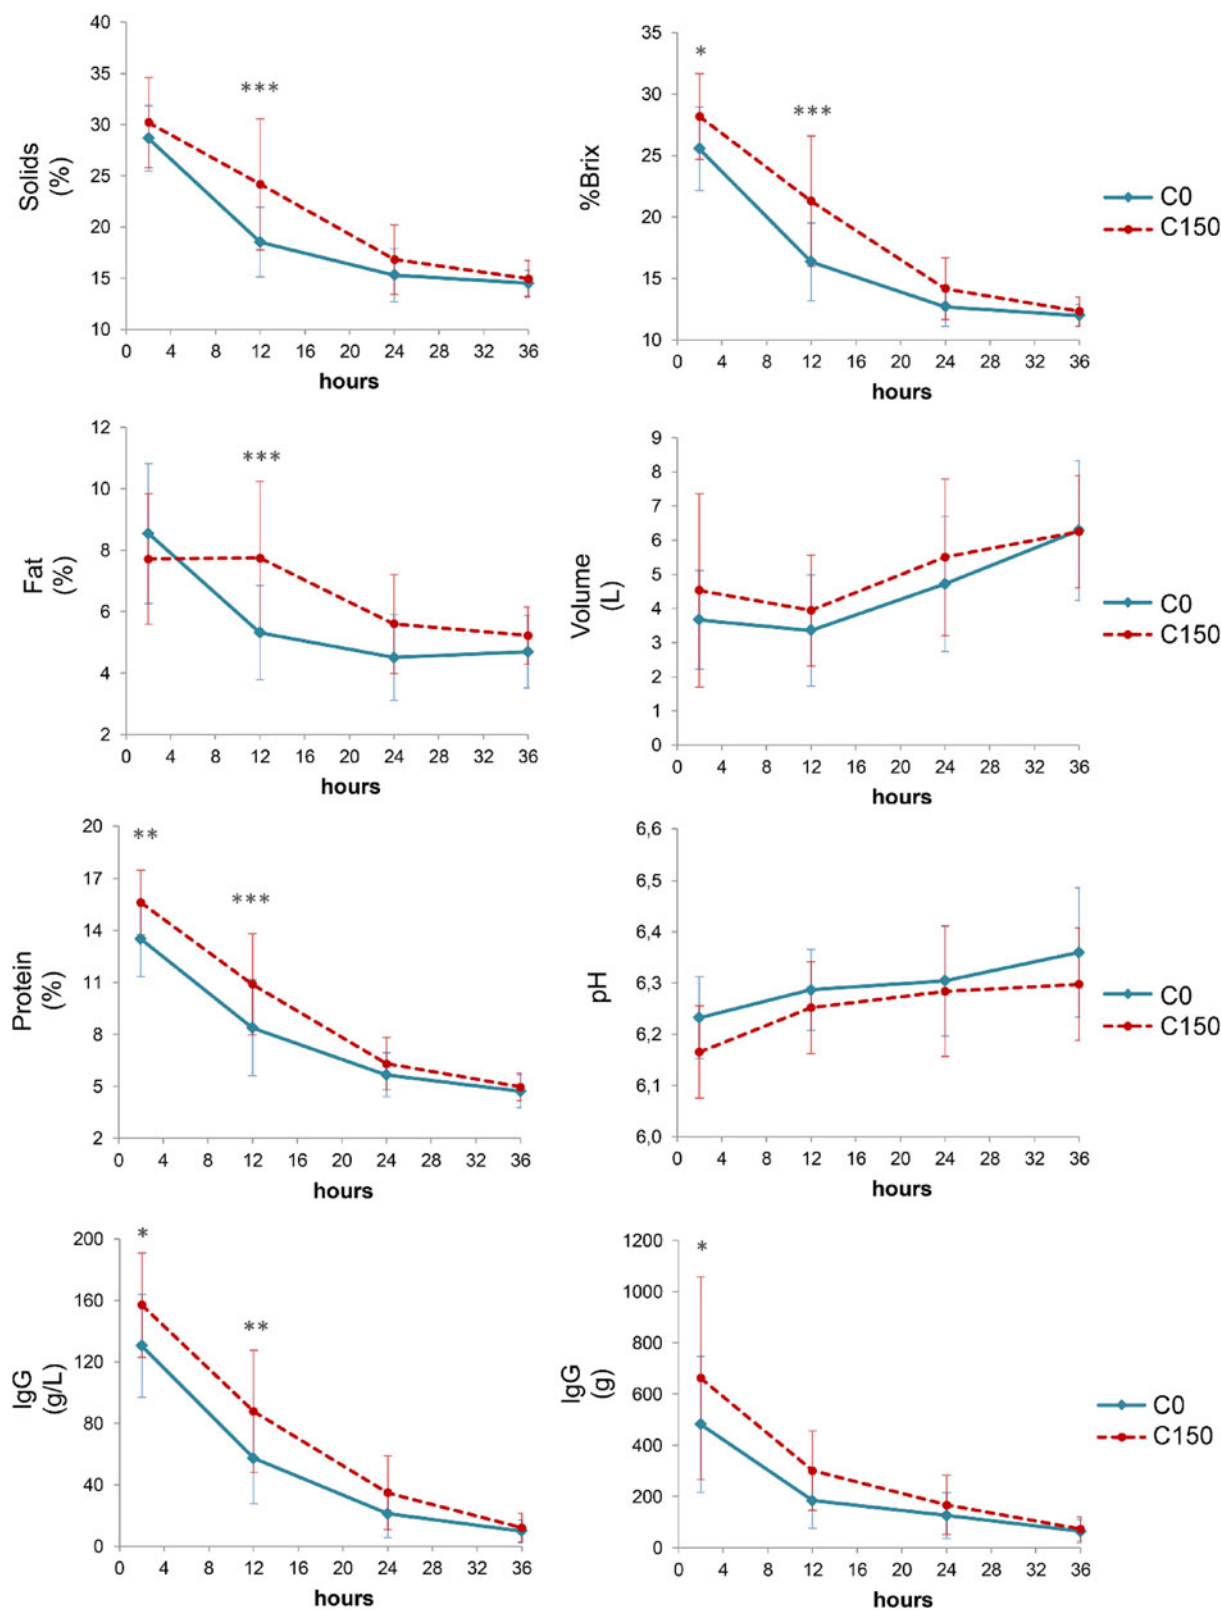 Solids
(%)
40
35
30
25
20
15
10
***
0 4 8 12 16 20 24 28 32 36
hours
%Brix
35
30
25
20
15
10
*
***
0 4 8 12 16 20 24 28 32 36
hours
C0
C150
Fat
(%)
12
10
8
6
4
2
***
0 4 8 12 16 20 24 28 32 36
hours
Volume
(L)
9
8
7
6
5
4
3
2
1
0
0 4 8 12 16 20 24 28 32 36
hours
C0
C150
Protein
(%)
20
17
14
11
8
5
2
**
***
0 4 8 12 16 20 24 28 32 36
hours
pH
6,6
6,5
6,4
6,3
6,2
6,1
6,0
0 4 8 12 16 20 24 28 32 36
hours
C0
C150
IgG
(g/L)
200
160
120
80
40
0
*
**
0 4 8 12 16 20 24 28 32 36
hours
IgG
(g)
1200
1000
800
600
400
200
0
*
0 4 8 12 16 20 24 28 32 36
hours
C0
C150